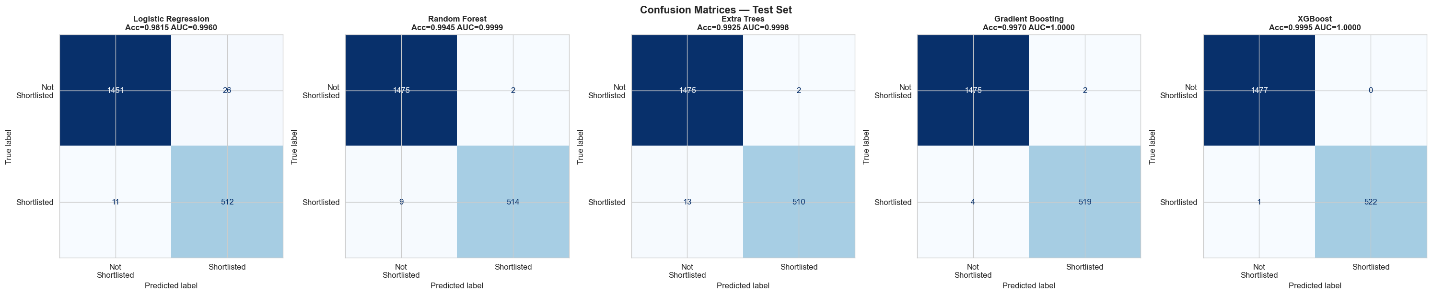 Confusion Matrices — Test Set
Logistic Regression
Acc=0.9815 AUC=0.9960
True label
Not
Shortlisted
1451
26
Shortlisted
11
512
Not
Shortlisted
Shortlisted
Predicted label
Random Forest
Acc=0.9945 AUC=0.9999
True label
Not
Shortlisted
1475
2
Shortlisted
9
514
Not
Shortlisted
Shortlisted
Predicted label
Extra Trees
Acc=0.9925 AUC=0.9998
True label
Not
Shortlisted
1475
2
Shortlisted
13
510
Not
Shortlisted
Shortlisted
Predicted label
Gradient Boosting
Acc=0.9970 AUC=1.0000
True label
Not
Shortlisted
1475
2
Shortlisted
4
519
Not
Shortlisted
Shortlisted
Predicted label
XGBoost
Acc=0.9995 AUC=1.0000
True label
Not
Shortlisted
1477
0
Shortlisted
1
522
Not
Shortlisted
Shortlisted
Predicted label